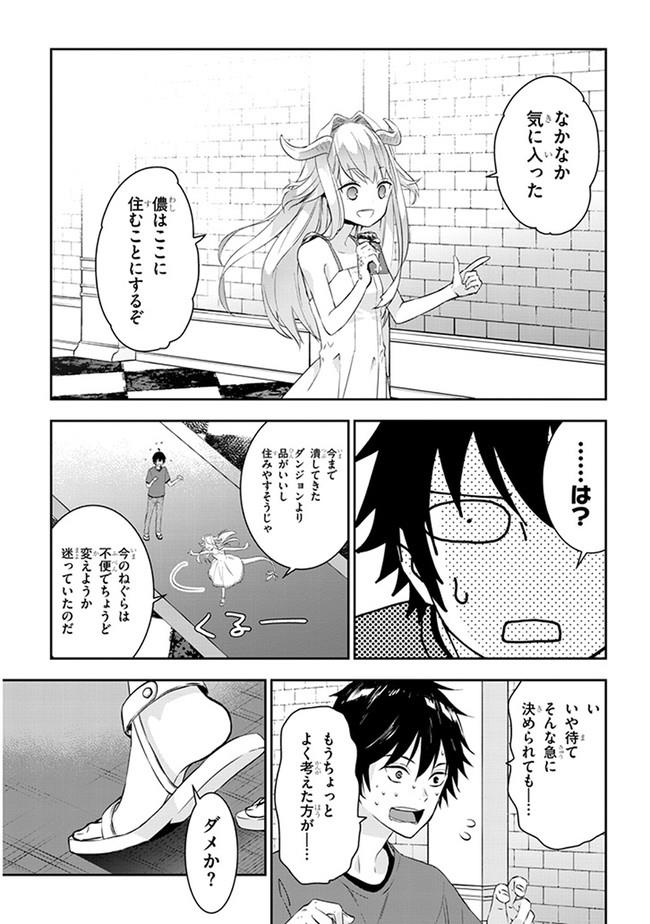 なかなか
気に入った
儂はここに
住むことにするぞ
……は?
今まで
潰してきた
ダンジョンより
品がいいし
住みやすそうじゃ
くるー
今のねぐらは
不便でちょうど
変えようか
迷っていたのだ
い
いや待て
そんな急に
決められても──…
もうちょっと
よく考えた方が
──…
ダメか?